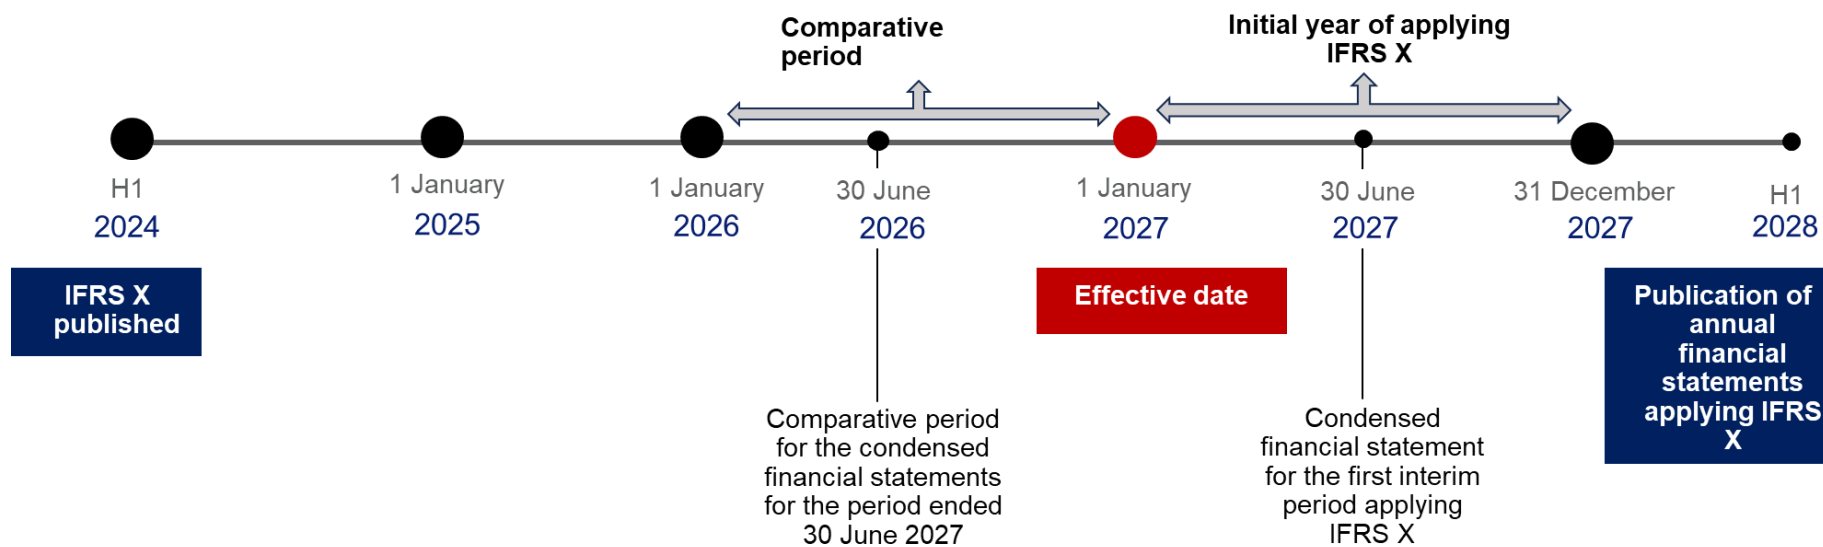 Comparative
period
Initial year of applying
IFRS X
H1
2024
1 January
2025
1 January
2026
30 June
2026
1 January
2027
30 June
2027
31 December
2027
H1
2028
IFRS X
published
Effective date
Publication of
annual
financial
statements
applying IFRS
X
Comparative period
for the condensed
financial statements
for the period ended
30 June 2027
Condensed
financial statement
for the first interim
period applying
IFRS X